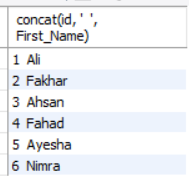 concat(id, ' ',
First_Name)
1 Ali
2 Fakhar
3 Ahsan
4 Fahad
5 Ayesha
6 Nimra